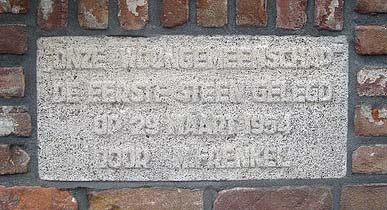 ONZE WOONGEMEENSCHAP
DE EERSTE STEEN GELEGD
OP 29 MAART 1954
DOOR FRENKEL